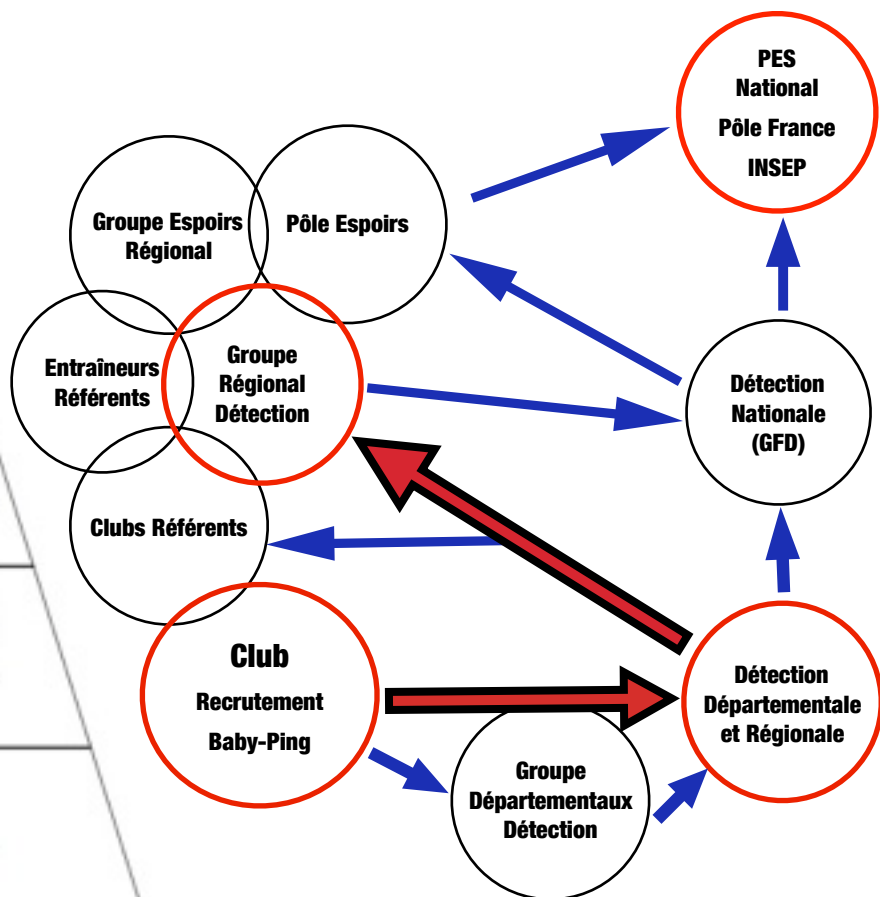 PES
National
Pôle France
INSEP
Groupe Espoirs
Régional
Pôle Espoirs
Entraîneurs
Référents
Groupe
Régional
Détection
Détection
Nationale
(GFD)
Clubs Référents
Club
Recrutement
Baby-Ping
Détection
Départementale
et Régionale
Groupe
Départementaux
Détection